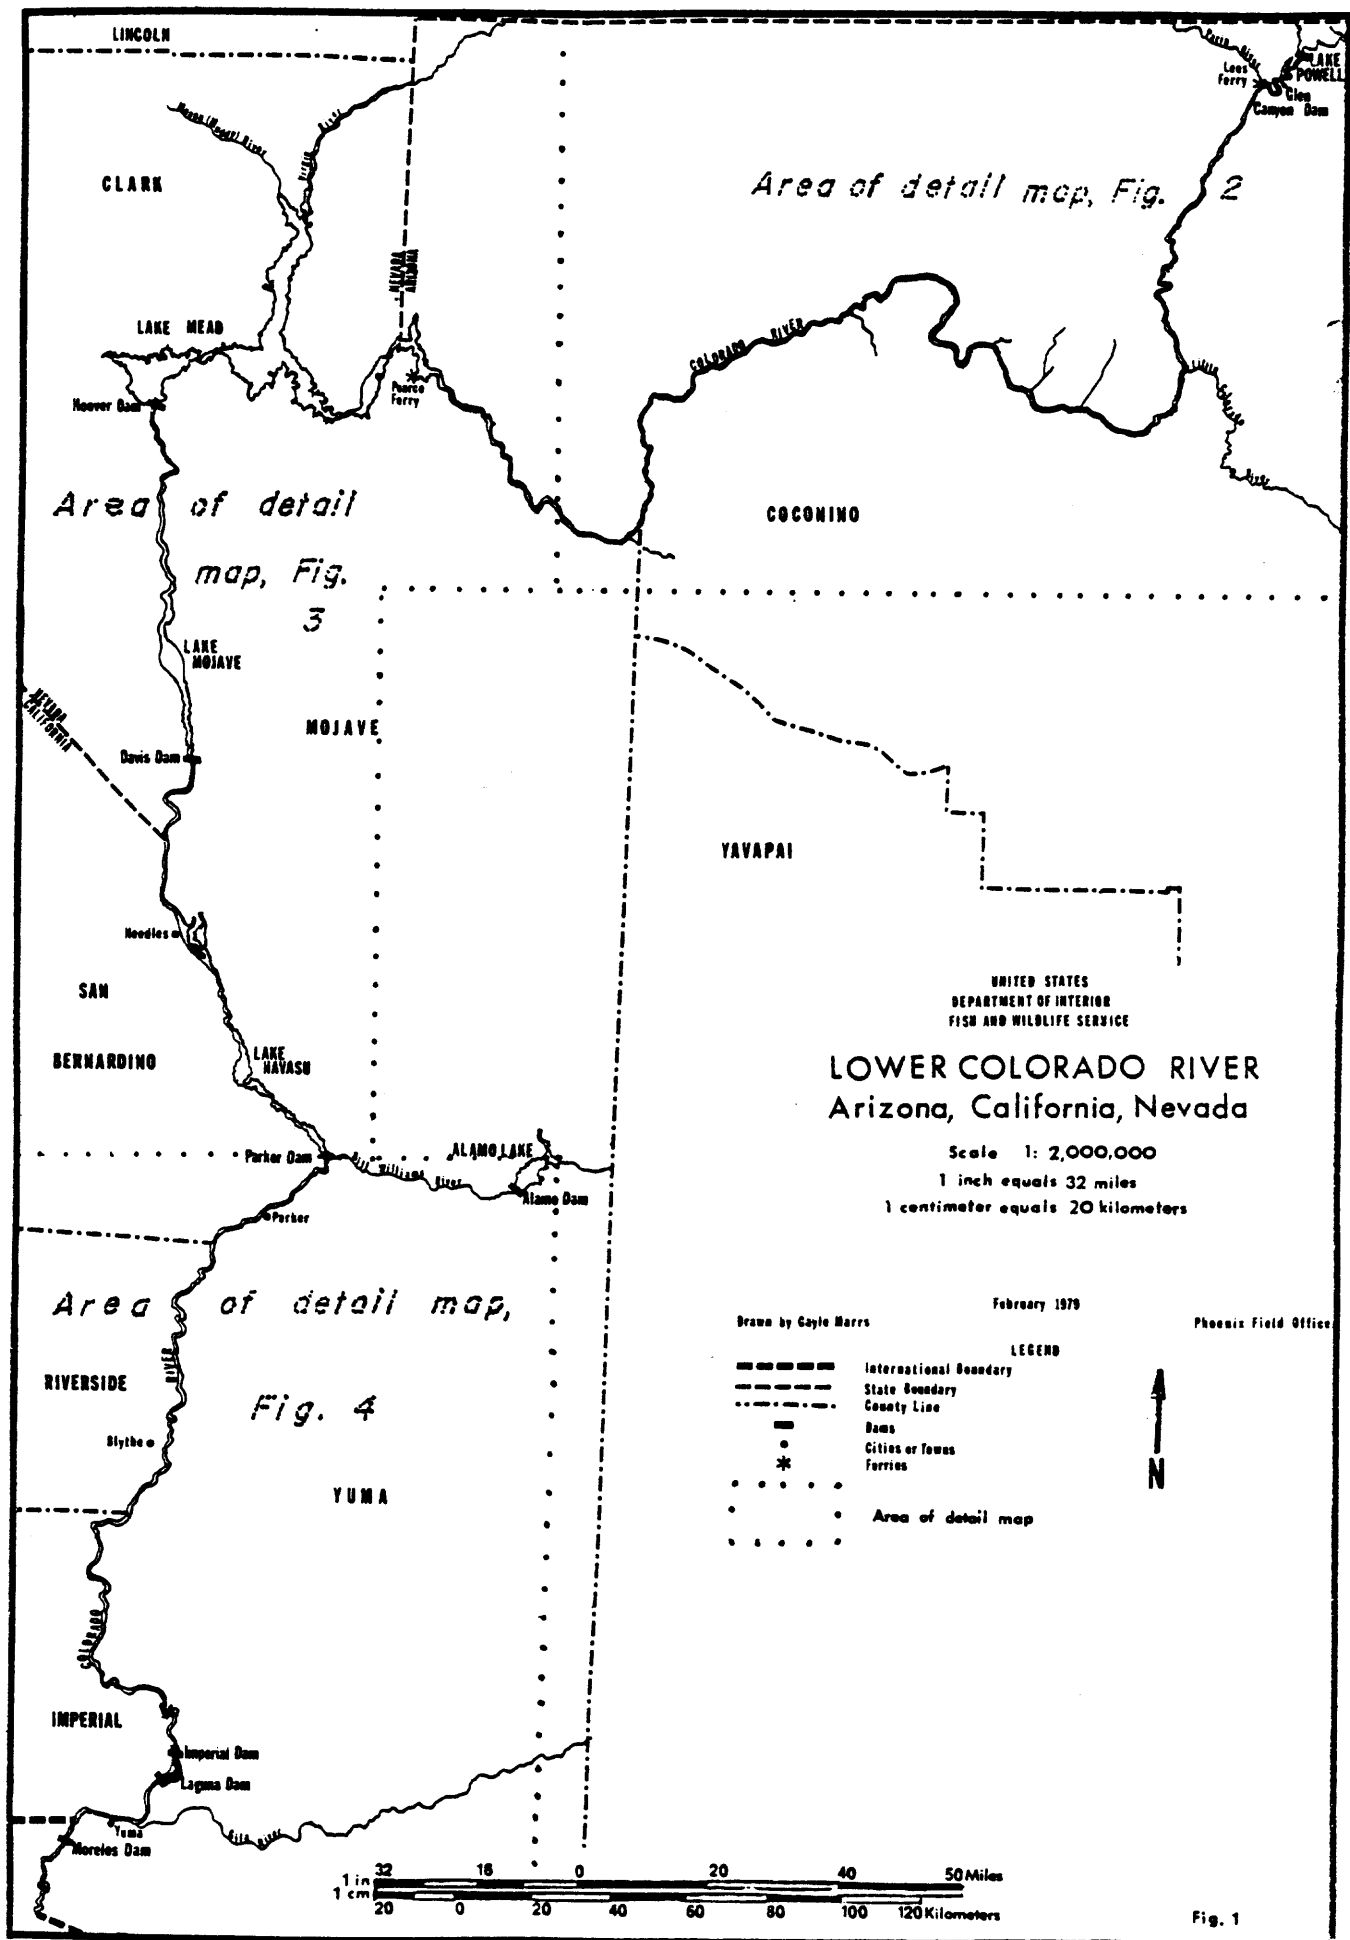 LINCOLN
Paria River
Lees
Ferry
LAKE
POWELL
Glen
Canyon Dam
River
Virgin
CLARK
Area of detail map, Fig. 2
NEVADA
ARIZONA
LAKE MEAD
COLORADO RIVER
Pearce
Ferry
Hoover Dam
Little Colorado
River
Area of detail
map, Fig.
3
COCONINO
LAKE
MOJAVE
NEVADA
CALIFORNIA
MOJAVE
Davis Dam
YAVAPAI
Needles
SAN
BERNARDINO
UNITED STATES
DEPARTMENT OF INTERIOR
FISH AND WILDLIFE SERVICE
LOWER COLORADO RIVER
Arizona, California, Nevada
Scale 1: 2,000,000
1 inch equals 32 miles
1 centimeter equals 20 kilometers
LAKE
HAVASU
Parker Dam
Bill Williams River
ALAMO LAKE
Alamo Dam
Parker
Area of detail map,
Fig. 4
RIVERSIDE
RIVER
Blythe
YUMA
February 1979
Drawn by Gayle Marrs
Phoenix Field Office
LEGEND
International Boundary
State Boundary
County Line
Dams
Cities or Towns
Ferries
Area of detail map
N
COLORADO
IMPERIAL
Imperial Dam
Laguna Dam
Yuma
Morelos Dam
Gila River
32 16 0 20 40 50 Miles
1 in
1 cm
20 0 20 40 60 80 100 120 Kilometers
Fig. 1